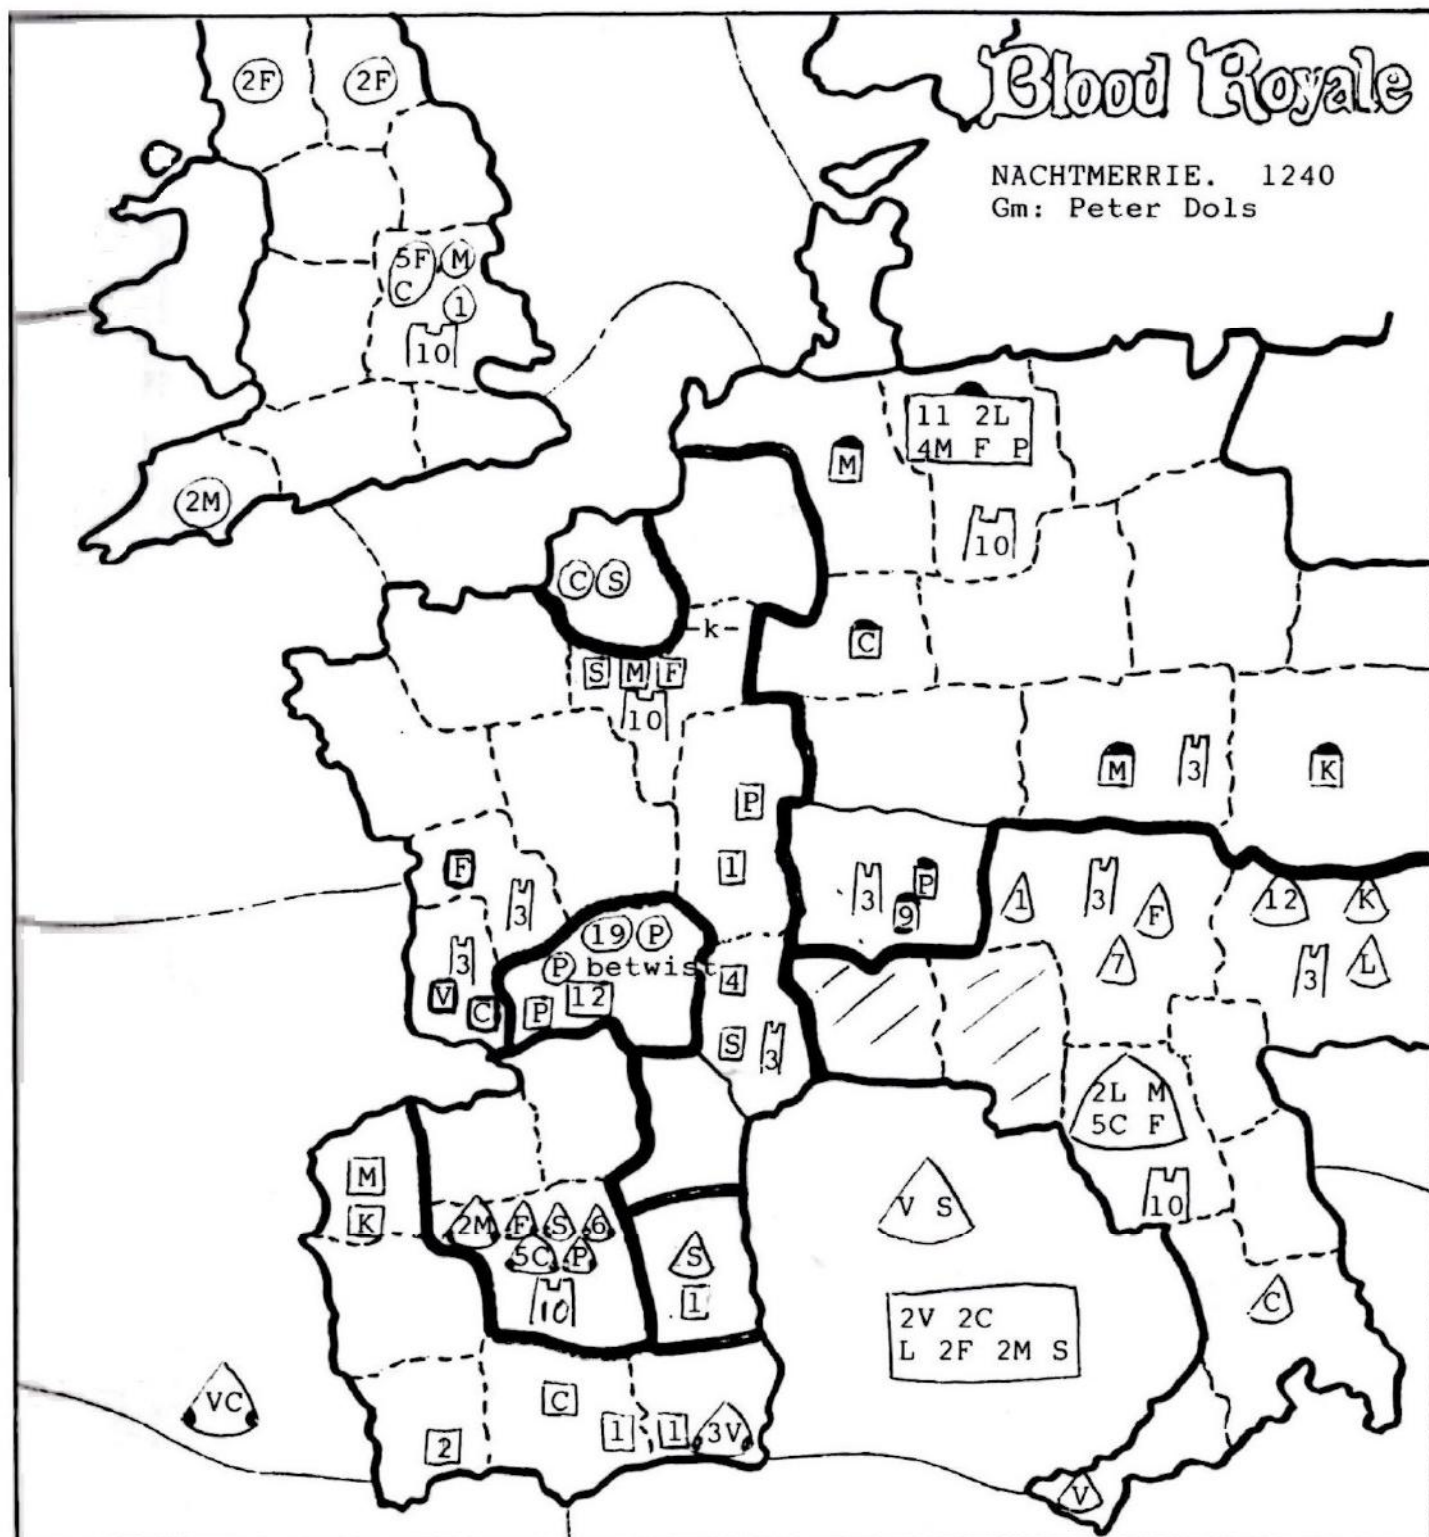 Blood Royale
NACHTMERRIE. 1240
Gm: Peter Dols
2F
2F
5F M
C
1
10
2M
11 2L
4M F P
M
10
C S
-k-
C
S M F
10
M 3 K
P
1
F
3
3 P
9
1 3 F
7
12 K
3 L
3
V C
19 P
P betwist
P 12
4
S 3
2L M
5C F
10
M
K
2M F S 6
5C P
10
S
1
V S
2V 2C
L 2F 2M S
C
VC
C
2
1
1 3V
V